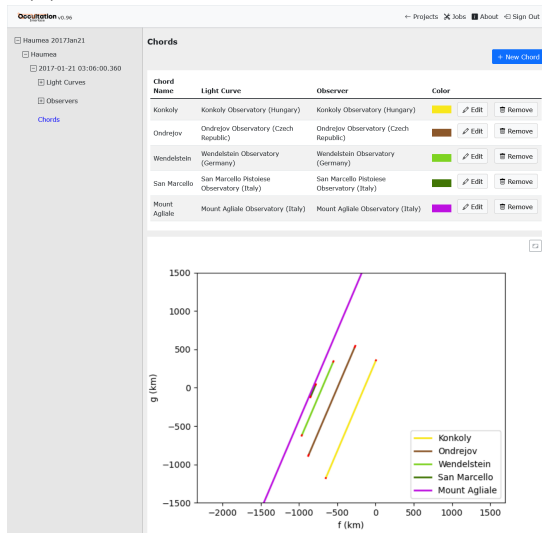 Occultation v0.96
← Projects Jobs About Sign Out
Haumea 2017Jan21
Haumea
2017-01-21 03:06:00.360
Light Curves
Observers
Chords
Chords
+ New Chord
Chord Name Light Curve Observer Color
Konkoly Konkoly Observatory (Hungary) Konkoly Observatory (Hungary) Edit Remove
Ondrejov Ondrejov Observatory (Czech Republic) Ondrejov Observatory (Czech Republic) Edit Remove
Wendelstein Wendelstein Observatory (Germany) Wendelstein Observatory (Germany) Edit Remove
San Marcello San Marcello Pistoiese Observatory (Italy) San Marcello Pistoiese Observatory (Italy) Edit Remove
Mount Agliale Mount Agliale Observatory (Italy) Mount Agliale Observatory (Italy) Edit Remove
1500
1000
500
0
−500
−1000
−1500
g (km)
−2000 −1500 −1000 −500 0 500 1000 1500
f (km)
Konkoly
Ondrejov
Wendelstein
San Marcello
Mount Agliale